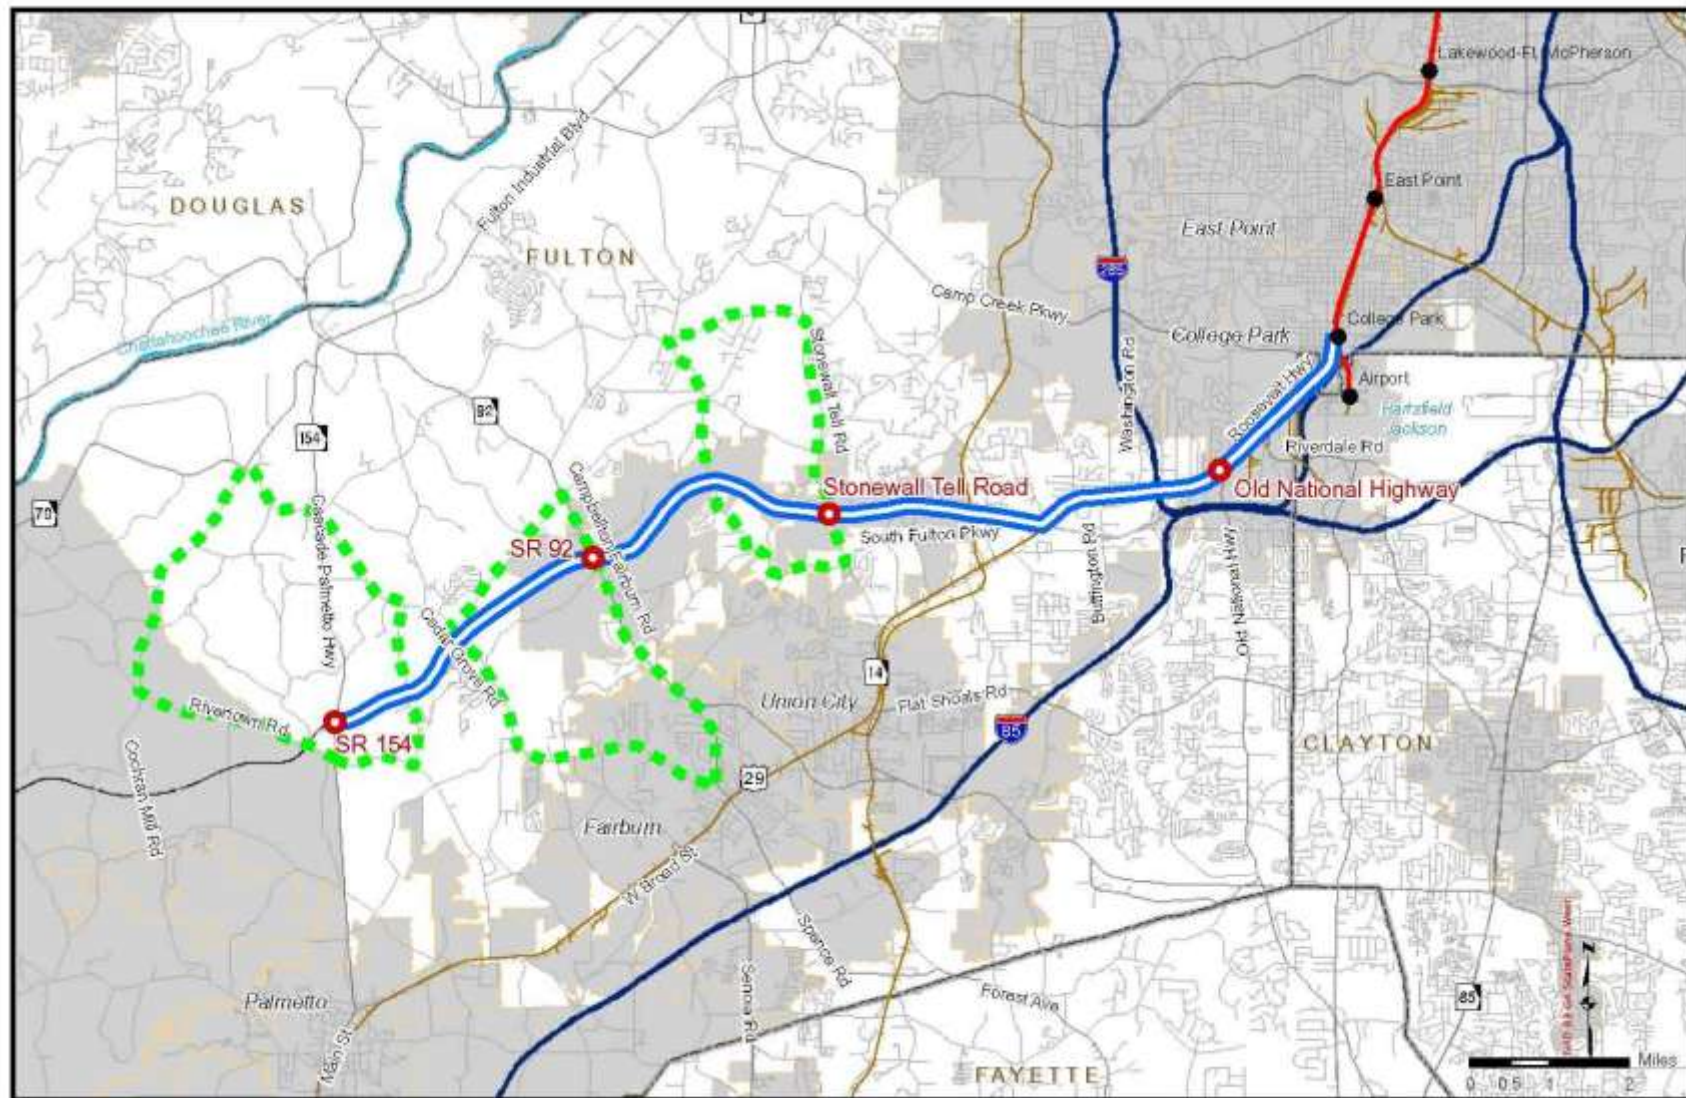 Lakewood-Ft. McPherson
East Point
East Point
DOUGLAS
Fulton Industrial Blvd
FULTON
285
Camp Creek Pkwy
College Park
College Park
Chattahoochee River
Washington Rd
Roosevelt Hwy
Airport
Hartsfield
Jackson
Riverdale Rd
Stonewall Tell Rd
92
154
70
Cascade-Palmetto Hwy
Campbellton Fairburn Rd
Stonewall Tell Road
Old National Highway
South Fulton Pkwy
SR 92
Buffington Rd
Old National Hwy
Cedar Grove Rd
14
Union City
Flat Shoals Rd
85
CLAYTON
Rivertown Rd
SR 154
Cochran Mill Rd
29
Fairburn
W Broad St
Spence Rd
Senoia Rd
Palmetto
Main St
Forest Ave
85
FAYETTE
N
Miles
0 0.5 1 2